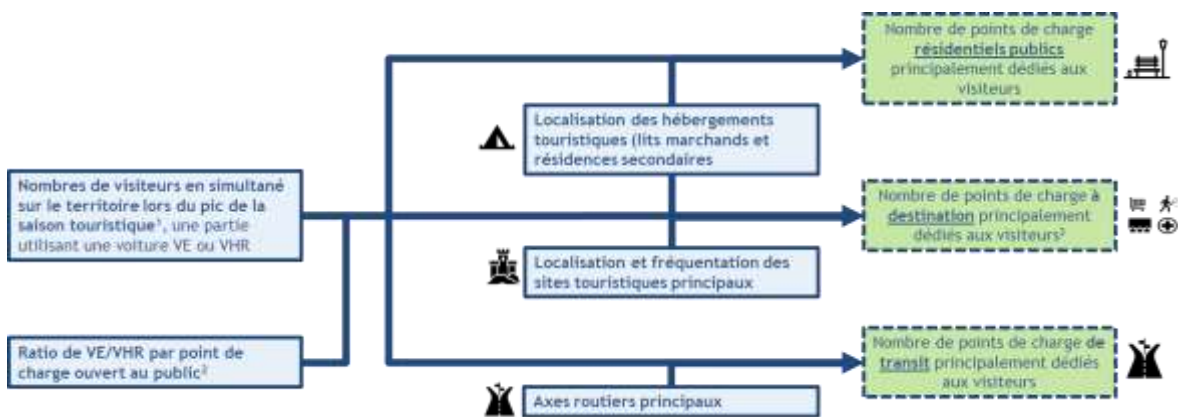 Nombre de points de charge
résidentiels publics
principalement dédiés aux
visiteurs
Localisation des hébergements
touristiques (lits marchands et
résidences secondaires
Nombres de visiteurs en simultané
sur le territoire lors du pic de la
saison touristique¹, une partie
utilisant une voiture VE ou VHR
Nombre de points de charge à
destination principalement
dédiés aux visiteurs²
Localisation et fréquentation des
sites touristiques principaux
Ratio de VE/VHR par point de
charge ouvert au public²
Nombre de points de charge de
transit principalement dédiés
aux visiteurs
Axes routiers principaux